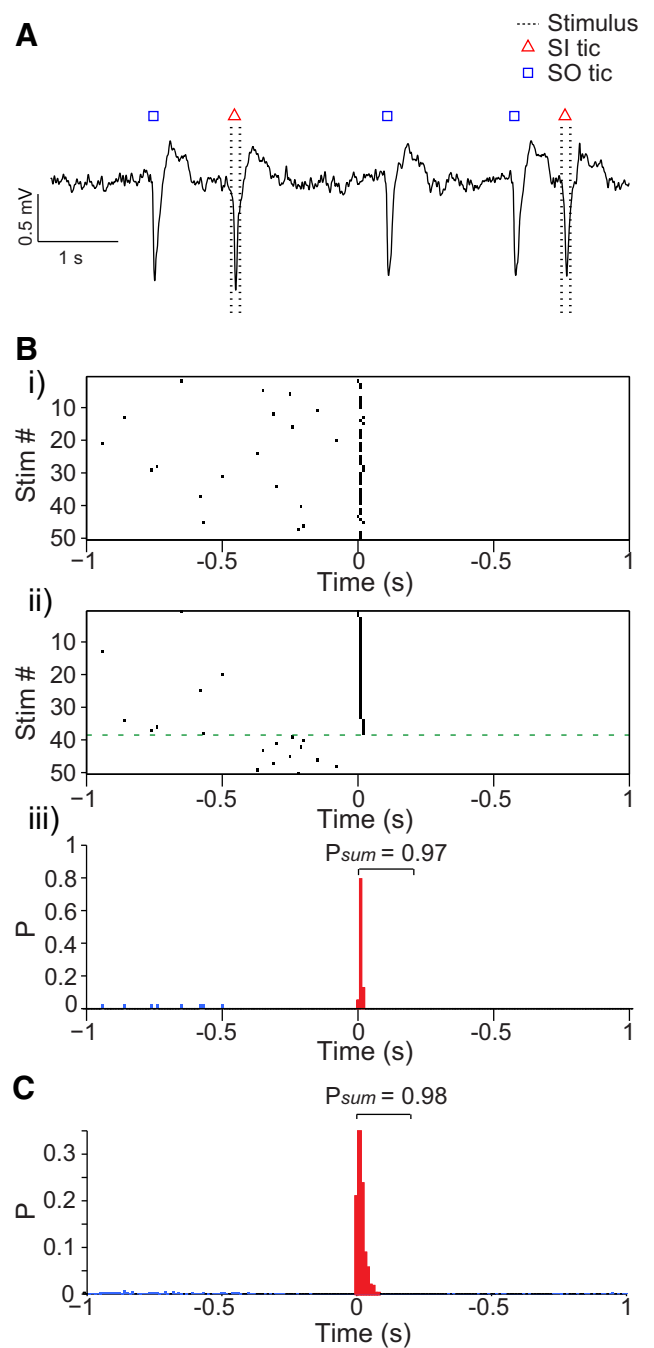 A
Stimulus
SI tic
SO tic
0.5 mV
1 s
B
i)
Stim #
10
20
30
40
50
−1 -0.5 0 -0.5 1
Time (s)
ii)
Stim #
10
20
30
40
50
−1 -0.5 0 -0.5 1
Time (s)
iii)
Psum = 0.97
P
1
0.8
0.6
0.4
0.2
0
−1 -0.5 0 -0.5 1
Time (s)
C
Psum = 0.98
P
0.3
0.2
0.1
0
−1 -0.5 0 -0.5 1
Time (s)